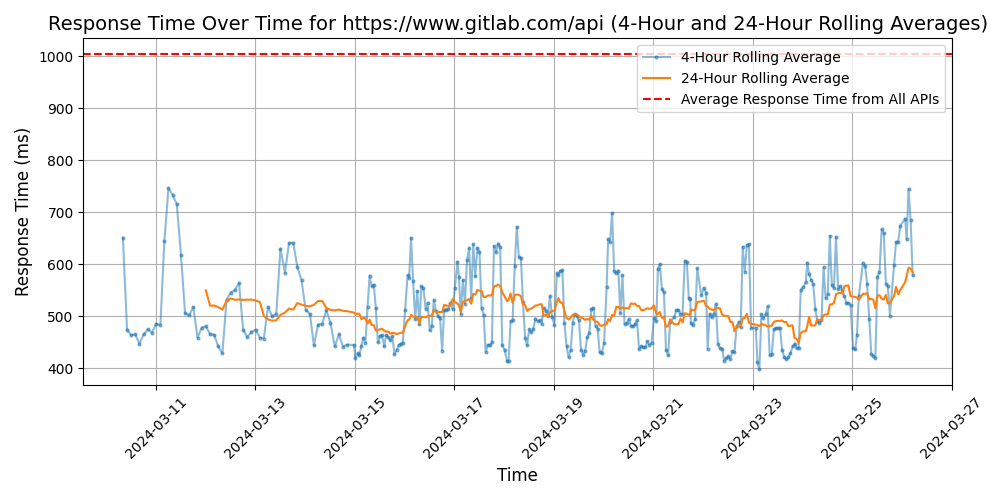 Response Time Over Time for https://www.gitlab.com/api (4-Hour and 24-Hour Rolling Averages)
Response Time (ms)
1000
900
800
700
600
500
400
4-Hour Rolling Average
24-Hour Rolling Average
Average Response Time from All APIs
2024-03-11
2024-03-13
2024-03-15
2024-03-17
2024-03-19
2024-03-21
2024-03-23
2024-03-25
2024-03-27
Time